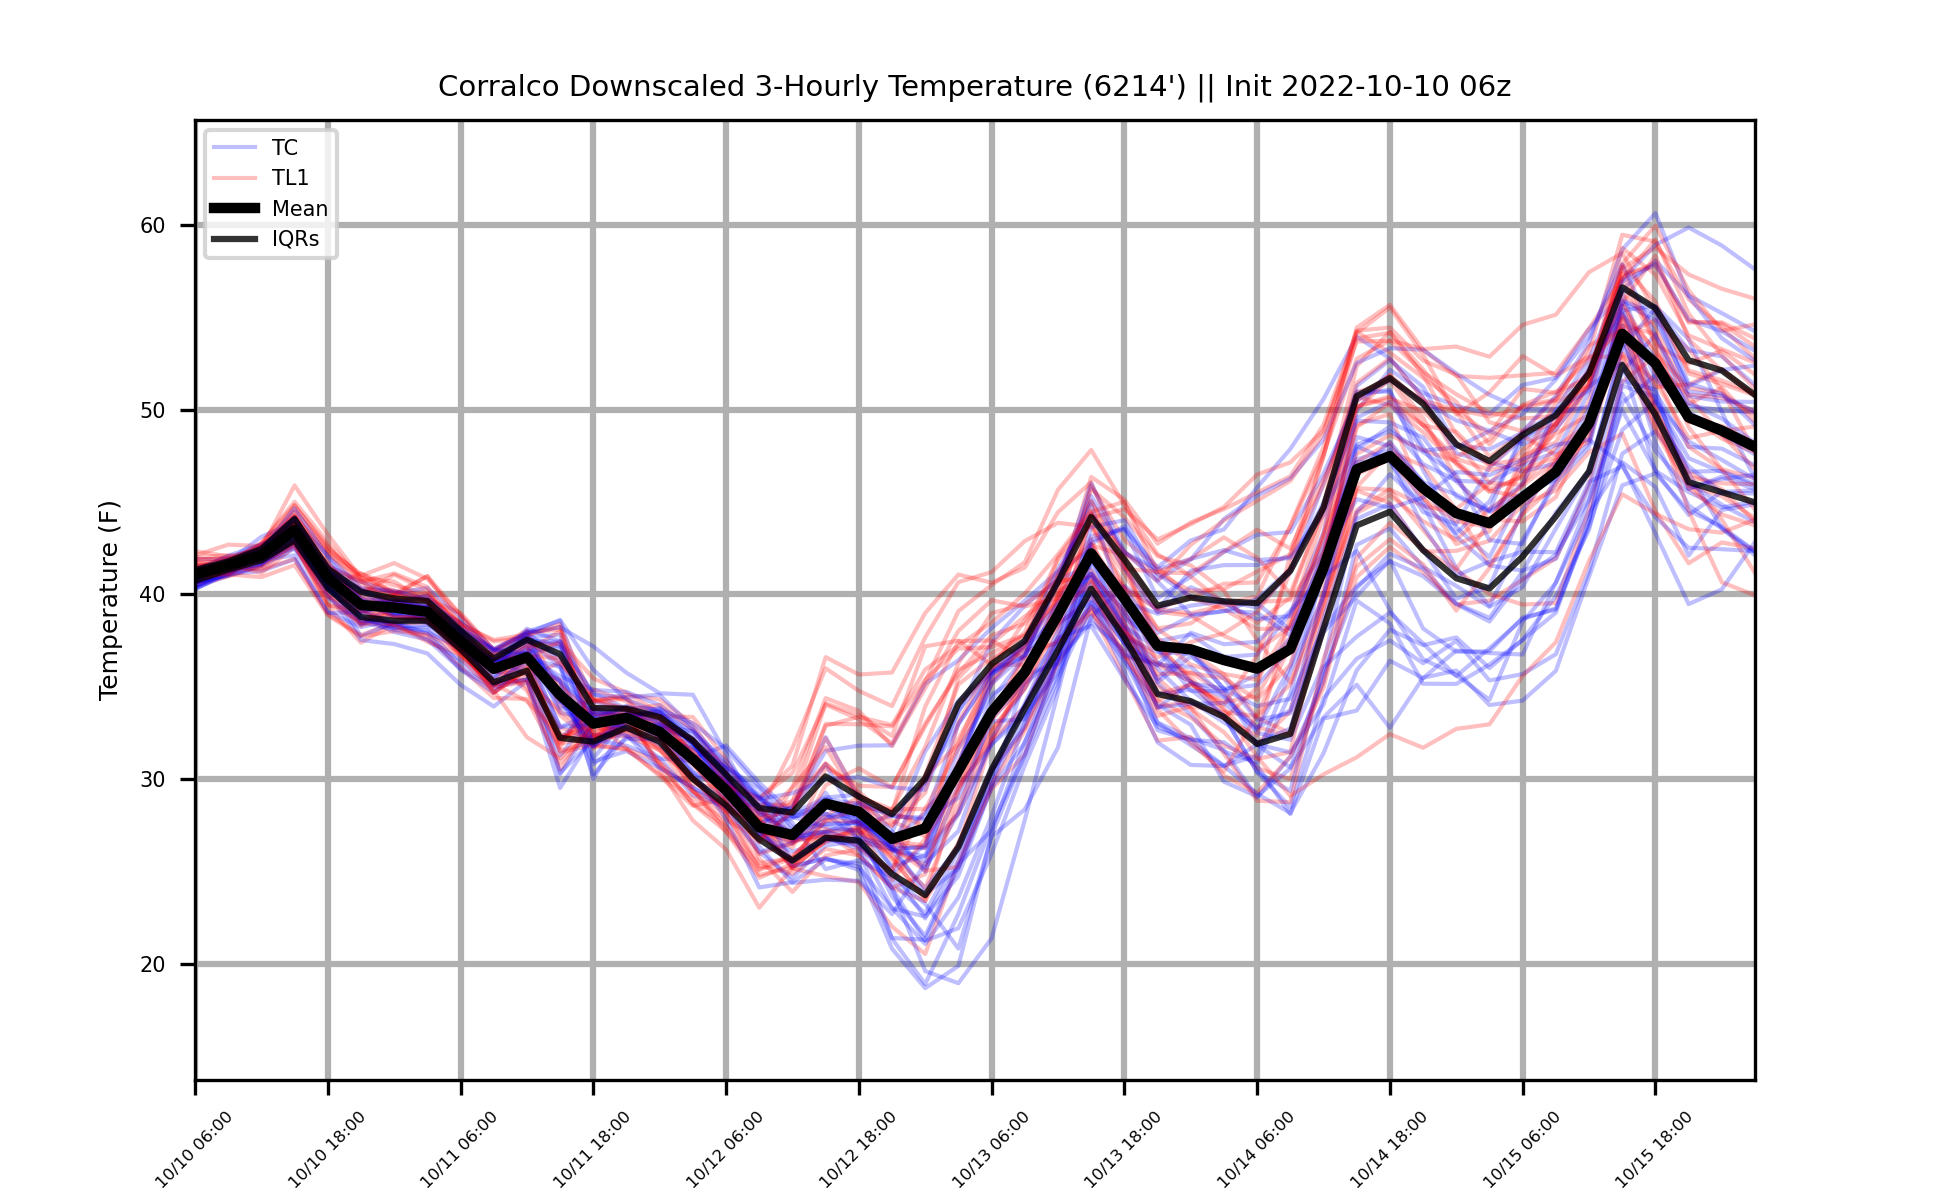 Corralco Downscaled 3-Hourly Temperature (6214') || Init 2022-10-10 06z
TC
TL1
Mean
IQRs
Temperature (F)
60
50
40
30
20
10/10 06:00
10/10 18:00
10/11 06:00
10/11 18:00
10/12 06:00
10/12 18:00
10/13 06:00
10/13 18:00
10/14 06:00
10/14 18:00
10/15 06:00
10/15 18:00